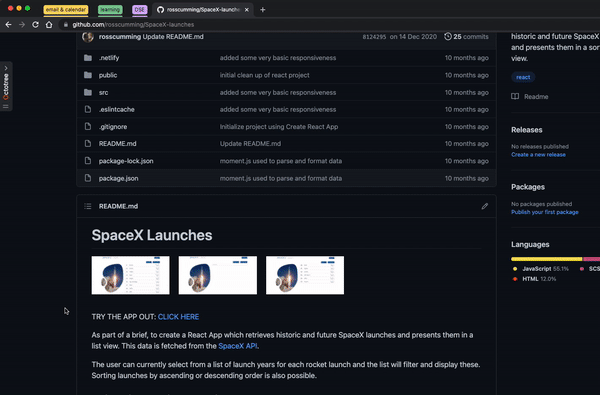 email & calendar
learning
DSE
rosscumming/SpaceX-launche
github.com/rosscumming/SpaceX-launches
octotree
rosscumming Update README.md
8124295 on 14 Dec 2020
25 commits
.netlify added some very basic responsiveness 10 months ago
public initial clean up of react project 10 months ago
src added some very basic responsiveness 10 months ago
.eslintcache added some very basic responsiveness 10 months ago
.gitignore Initialize project using Create React App 10 months ago
README.md Update README.md 10 months ago
package-lock.json moment.js used to parse and format data 10 months ago
package.json moment.js used to parse and format data 10 months ago
README.md
SpaceX Launches
TRY THE APP OUT: CLICK HERE
As part of a brief, to create a React App which retrieves historic and future SpaceX launches and presents them in a
list view. This data is fetched from the SpaceX API.
The user can currently select from a list of launch years for each rocket launch and the list will filter and display these.
Sorting launches by ascending or descending order is also possible.
historic and future SpaceX
and presents them in a sor
view.
react
Readme
Releases
No releases published
Create a new release
Packages
No packages published
Publish your first package
Languages
JavaScript 55.1% SCS
HTML 12.0%